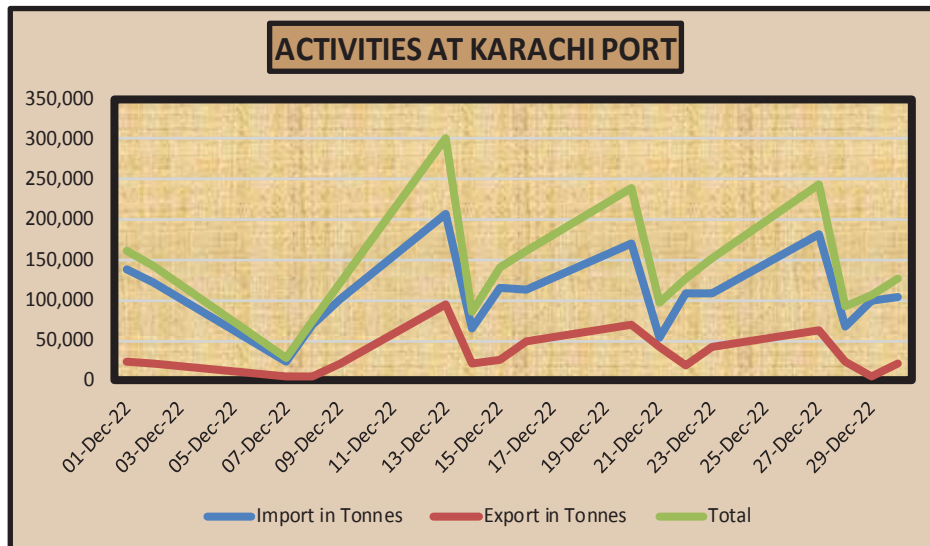 ACTIVITIES AT KARACHI PORT
350,000
300,000
250,000
200,000
150,000
100,000
50,000
0
01-Dec-22
03-Dec-22
05-Dec-22
07-Dec-22
09-Dec-22
11-Dec-22
13-Dec-22
15-Dec-22
17-Dec-22
19-Dec-22
21-Dec-22
23-Dec-22
25-Dec-22
27-Dec-22
29-Dec-22
Import in Tonnes Export in Tonnes Total